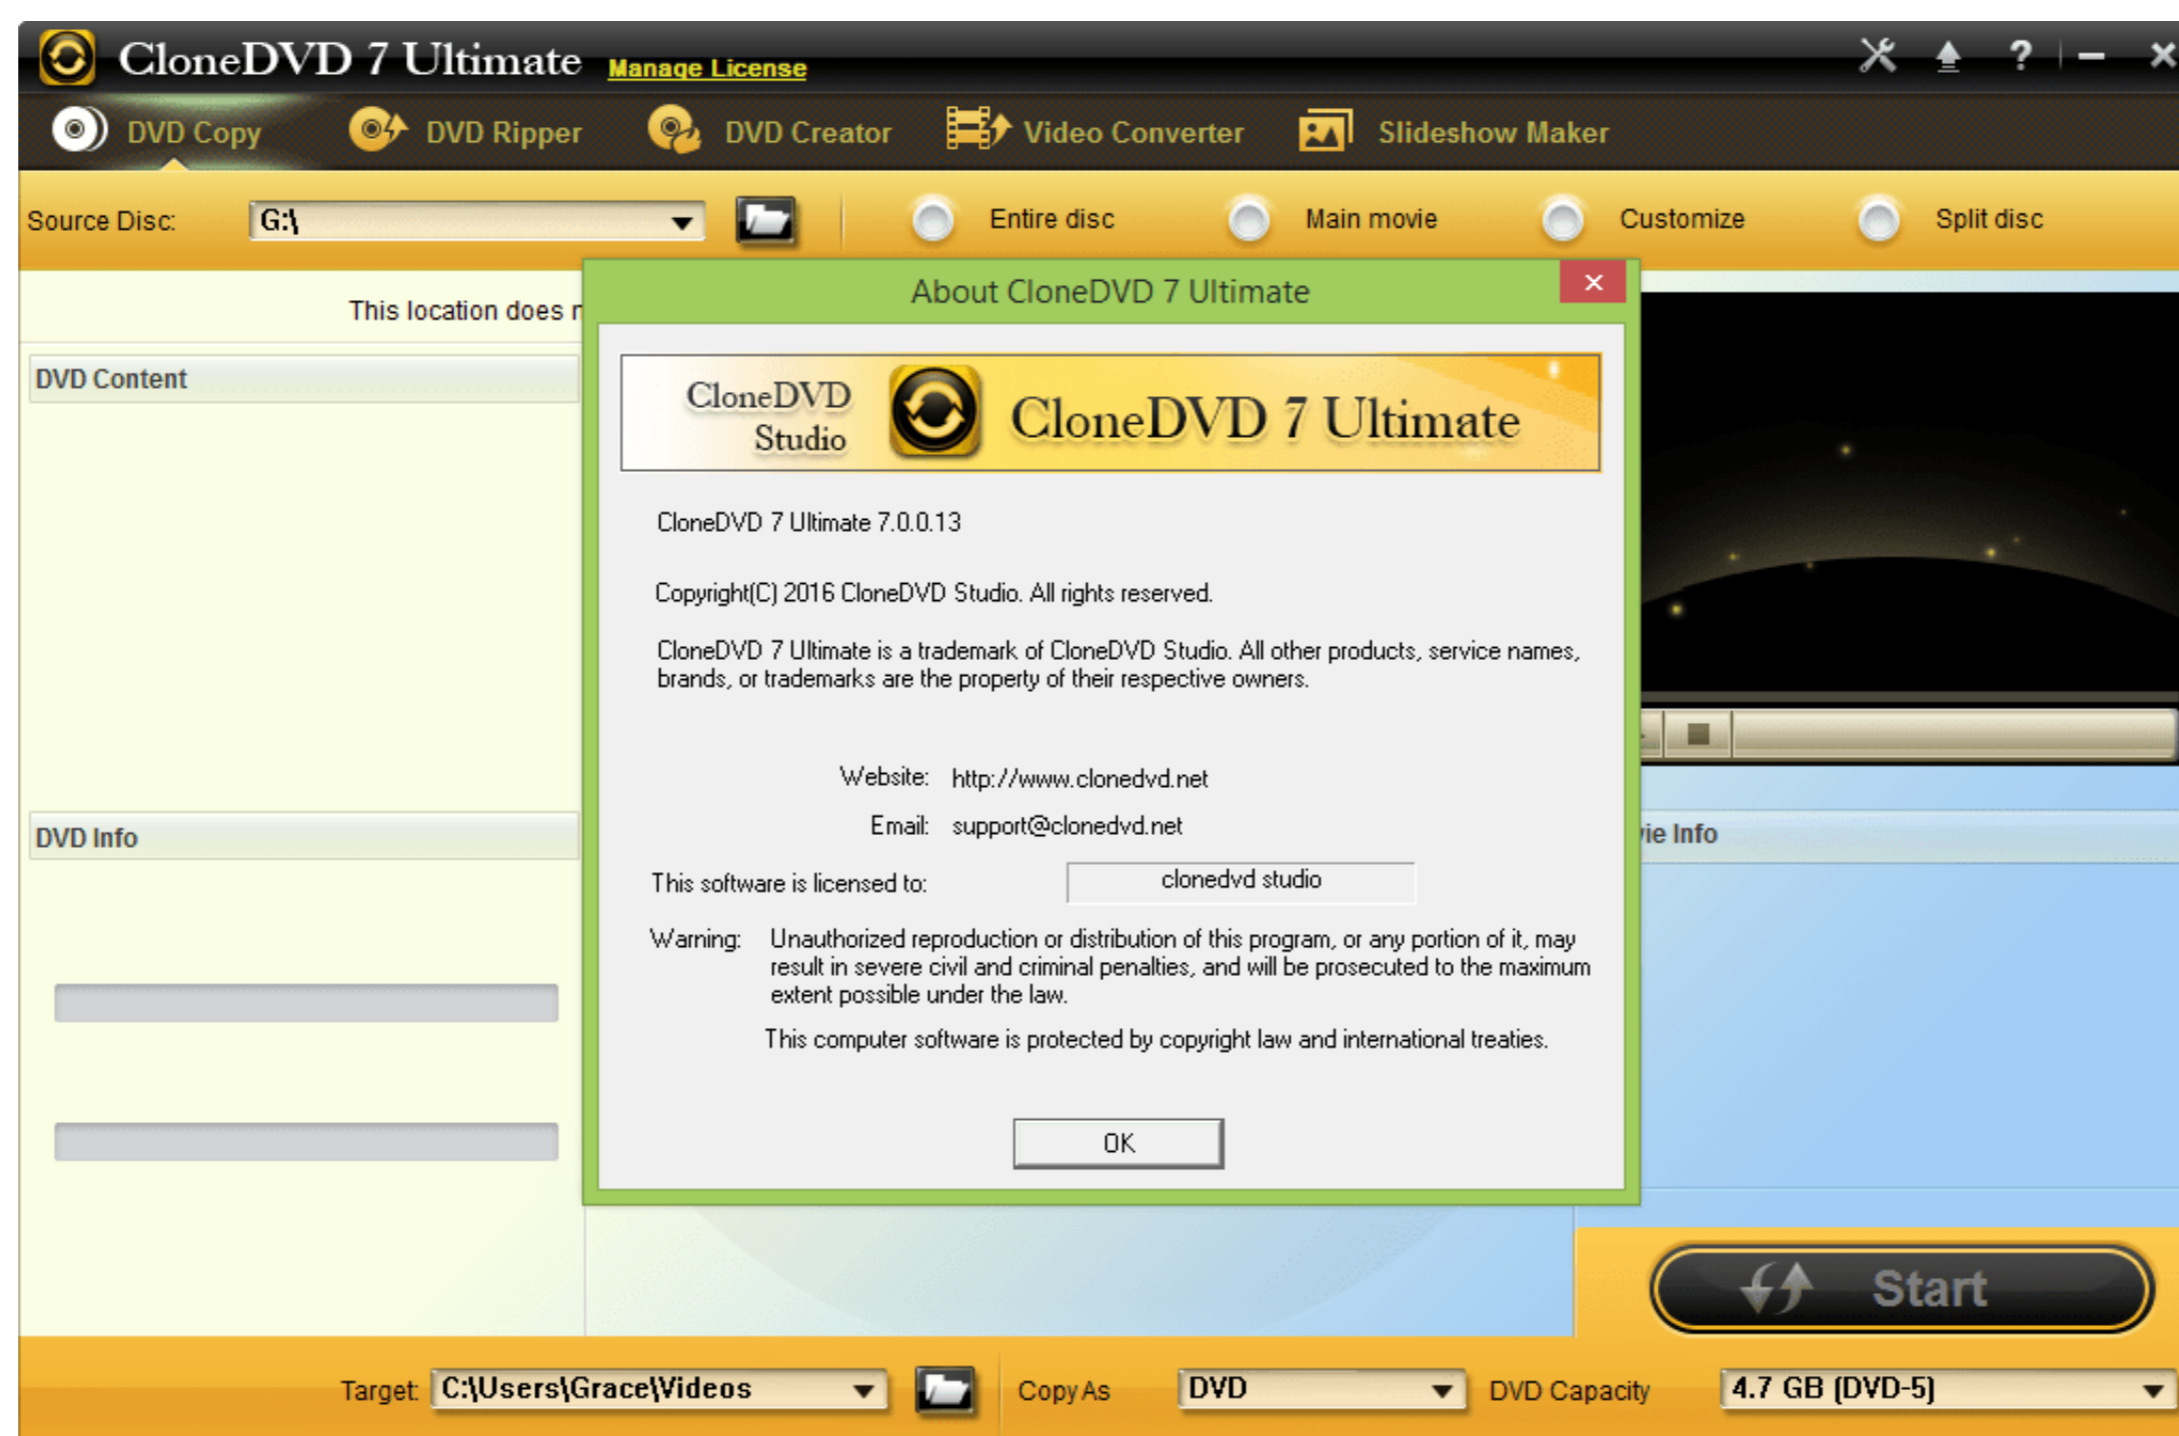 CloneDVD 7 Ultimate Manage License
?
DVD Copy DVD Ripper DVD Creator Video Converter Slideshow Maker
Source Disc: G:\ Entire disc Main movie Customize Split disc
This location does
About CloneDVD 7 Ultimate
DVD Content
CloneDVD
Studio
CloneDVD 7 Ultimate
CloneDVD 7 Ultimate 7.0.0.13
Copyright(C) 2016 CloneDVD Studio. All rights reserved.
CloneDVD 7 Ultimate is a trademark of CloneDVD Studio. All other products, service names,
brands, or trademarks are the property of their respective owners.
Website: http://www.clonedvd.net
Email: support@clonedvd.net
DVD Info
Info
This software is licensed to: clonedvd studio
Warning: Unauthorized reproduction or distribution of this program, or any portion of it, may
result in severe civil and criminal penalties, and will be prosecuted to the maximum
extent possible under the law.
This computer software is protected by copyright law and international treaties.
OK
Start
Target: C:\Users\Grace\Videos Copy As DVD DVD Capacity 4.7 GB (DVD-5)